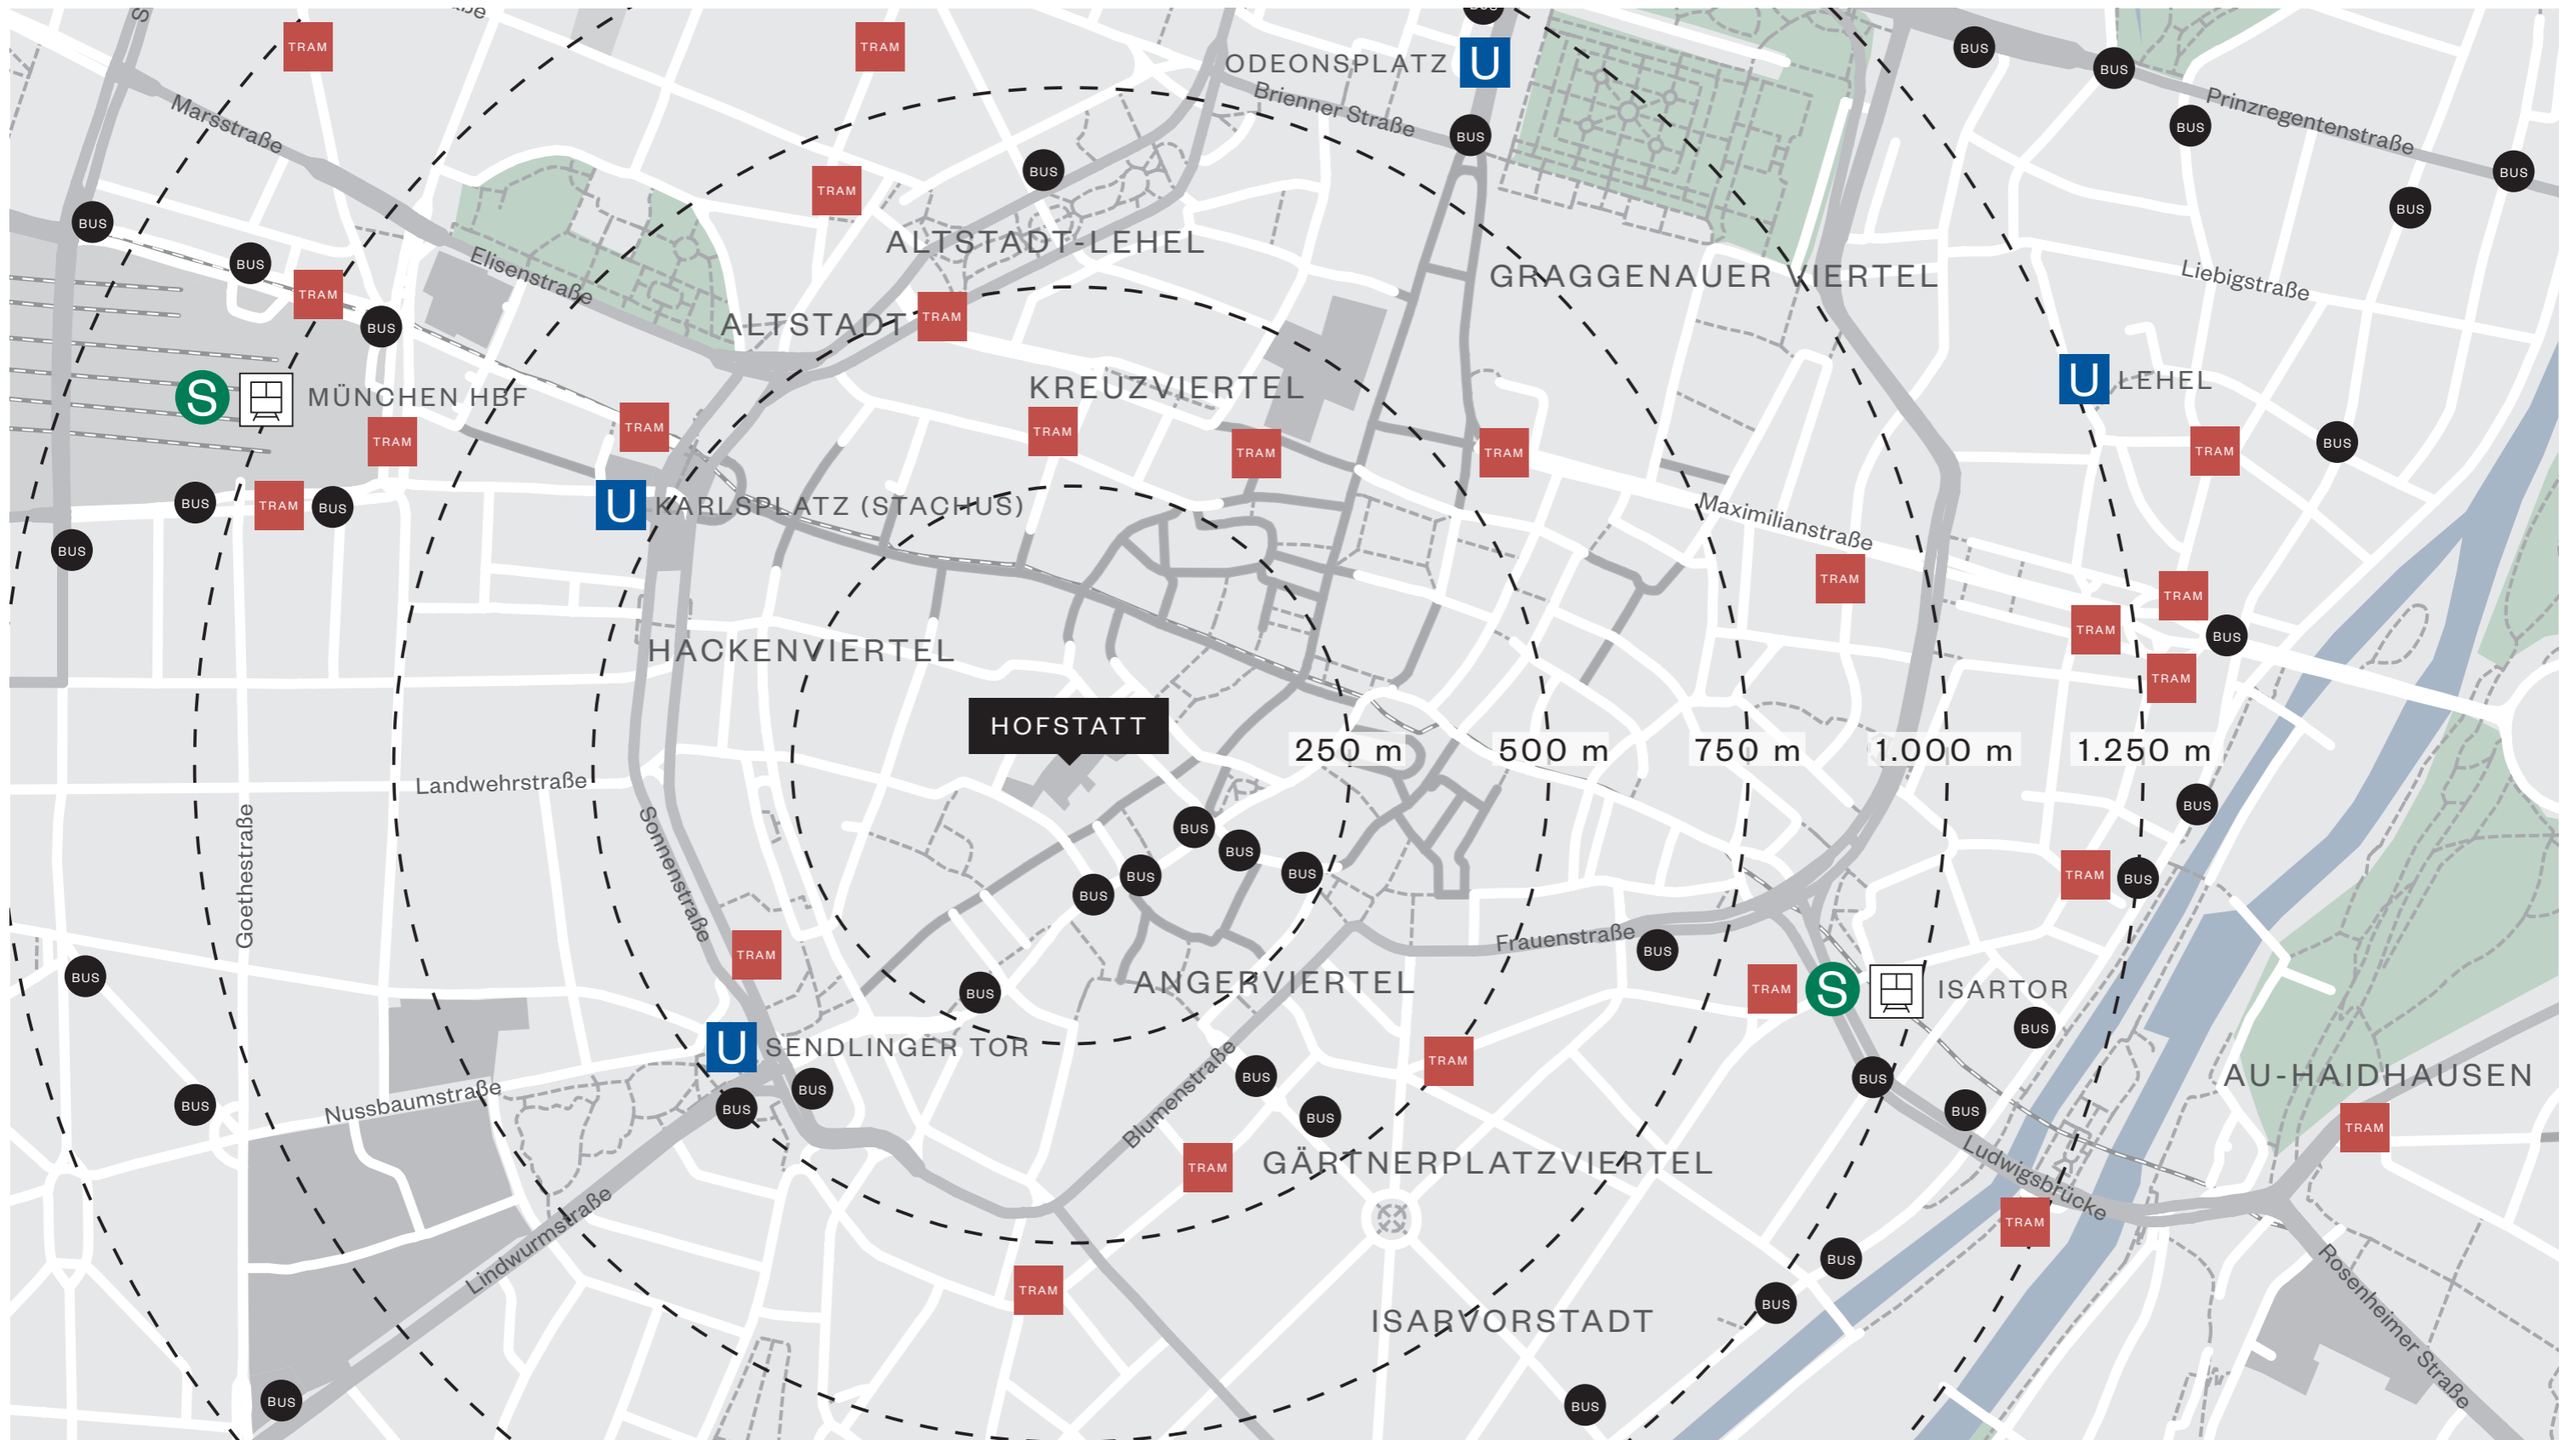 TRAM
TRAM
BUS
U
ODEONSPLATZ
BUS
BUS
Marsstraße
Brienner Straße
BUS
Prinzregentenstraße
BUS
TRAM
BUS
BUS
BUS
BUS
BUS
ALTSTADT-LEHEL
Elisenstraße
GRAGGENAUER VIERTEL
Liebigstraße
TRAM
BUS
ALTSTADT
TRAM
S
MÜNCHEN HBF
KREUZVIERTEL
U
LEHEL
TRAM
TRAM
TRAM
TRAM
TRAM
TRAM
BUS
BUS
TRAM
BUS
U
KARLSPLATZ (STACHUS)
Maximilianstraße
BUS
TRAM
TRAM
TRAM
BUS
TRAM
HACKENVIERTEL
HOFSTATT
250 m
500 m
750 m
1.000 m
1.250 m
Landwehrstraße
BUS
Goethestraße
Sonnenstraße
BUS
BUS
BUS
BUS
BUS
TRAM
BUS
Frauenstraße
BUS
TRAM
BUS
BUS
ANGERVIERTEL
TRAM
S
ISARTOR
BUS
U
SENDLINGER TOR
BUS
TRAM
BUS
AU-HAIDHAUSEN
Nussbaumstraße
BUS
BUS
BUS
Blumenstraße
BUS
BUS
TRAM
TRAM
GÄRTNERPLATZVIERTEL
Ludwigsbrücke
TRAM
Lindwurmstraße
TRAM
BUS
BUS
ISARVORSTADT
Rosenheimer Straße
BUS
BUS